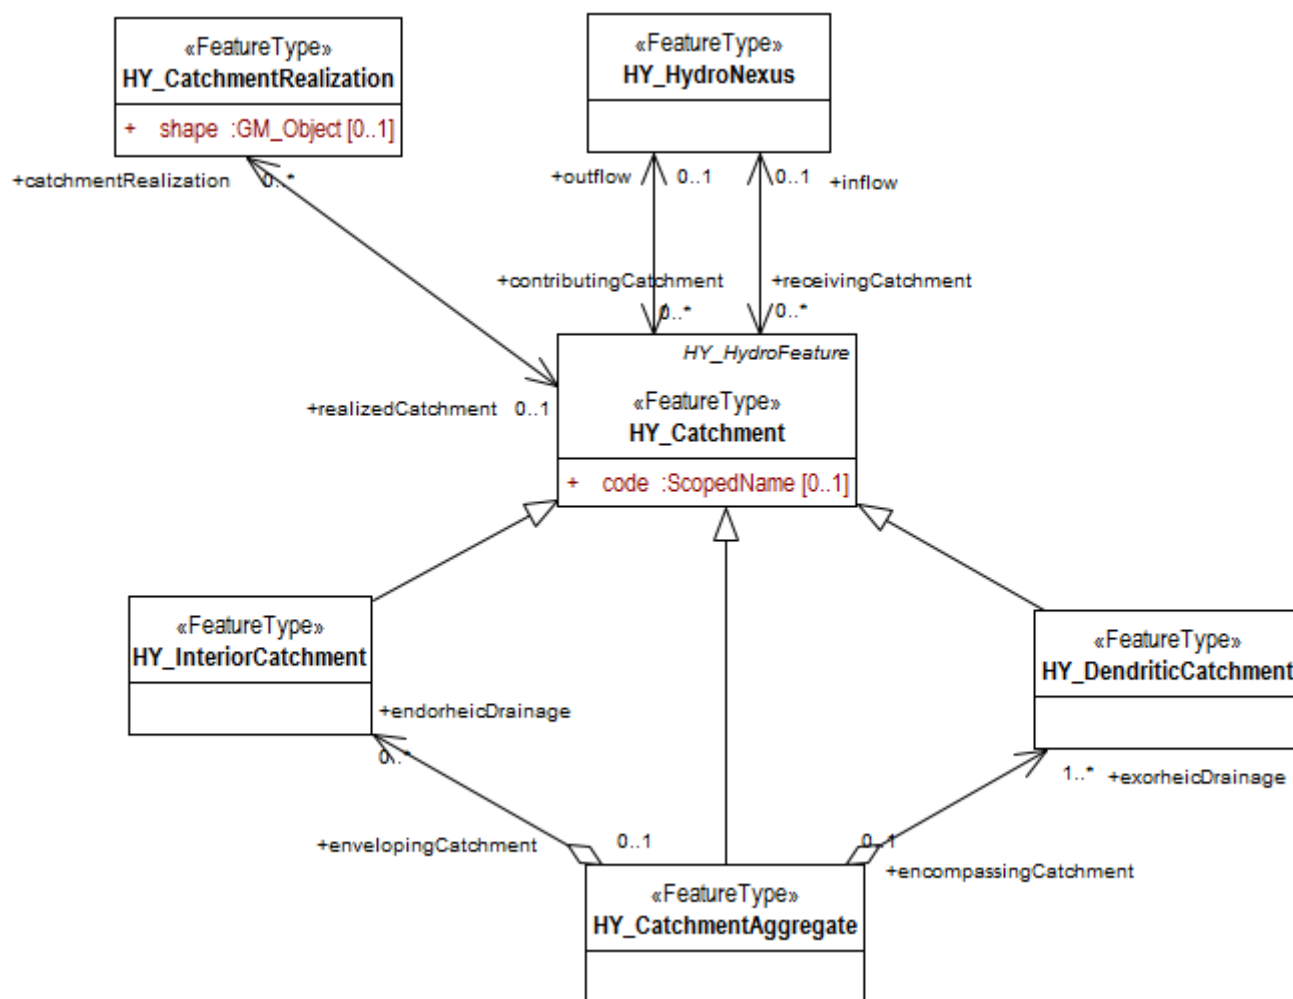 «FeatureType»
HY_CatchmentRealization
+ shape :GM_Object [0..1]
«FeatureType»
HY_HydroNexus
+catchmentRealization
0..*
+outflow
0..1
0..1
+inflow
+contributingCatchment
0..*
+receivingCatchment
0..*
+realizedCatchment 0..1
HY_HydroFeature
«FeatureType»
HY_Catchment
+ code :ScopedName [0..1]
«FeatureType»
HY_InteriorCatchment
«FeatureType»
HY_DendriticCatchment
+endorheicDrainage
0..*
1..*
+exorheicDrainage
+envelopingCatchment
0..1
0..1
+encompassingCatchment
«FeatureType»
HY_CatchmentAggregate